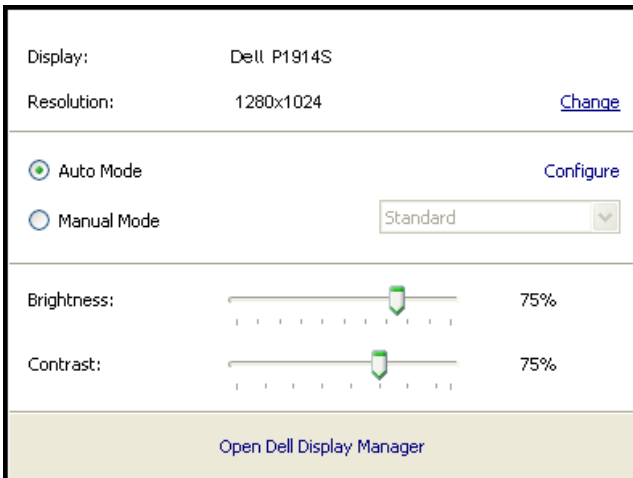 Display: Dell P1914S
Resolution: 1280x1024 Change
Auto Mode Configure
Manual Mode Standard
Brightness: 75%
Contrast: 75%
Open Dell Display Manager